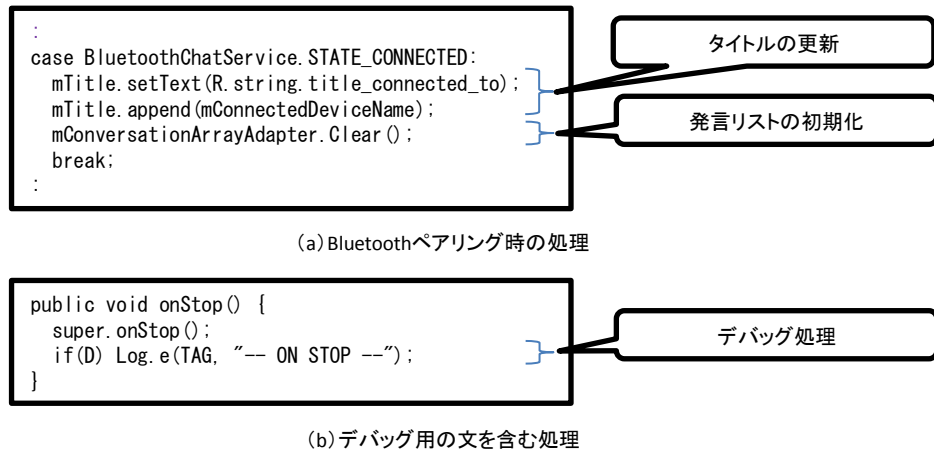 :
case BluetoothChatService.STATE_CONNECTED:
mTitle.setText(R.string.title_connected_to);
mTitle.append(mConnectedDeviceName);
mConversationArrayAdapter.Clear();
break;
:
タイトルの更新
発言リストの初期化
(a)Bluetoothペアリング時の処理
public void onStop() {
super.onStop();
if(D) Log.e(TAG, "-- ON STOP --");
}
デバッグ処理
(b)デバッグ用の文を含む処理